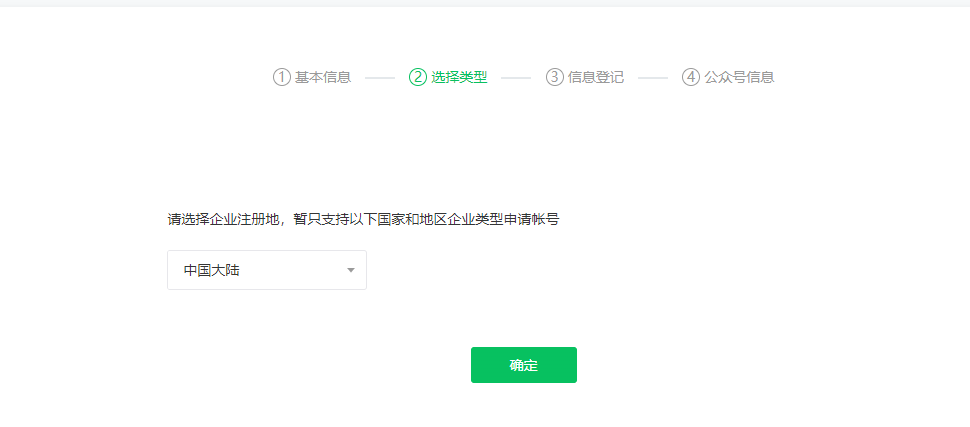 ① 基本信息 ② 选择类型 ③ 信息登记 ④ 公众号信息
请选择企业注册地，暂只支持以下国家和地区企业类型申请帐号
中国大陆
确定